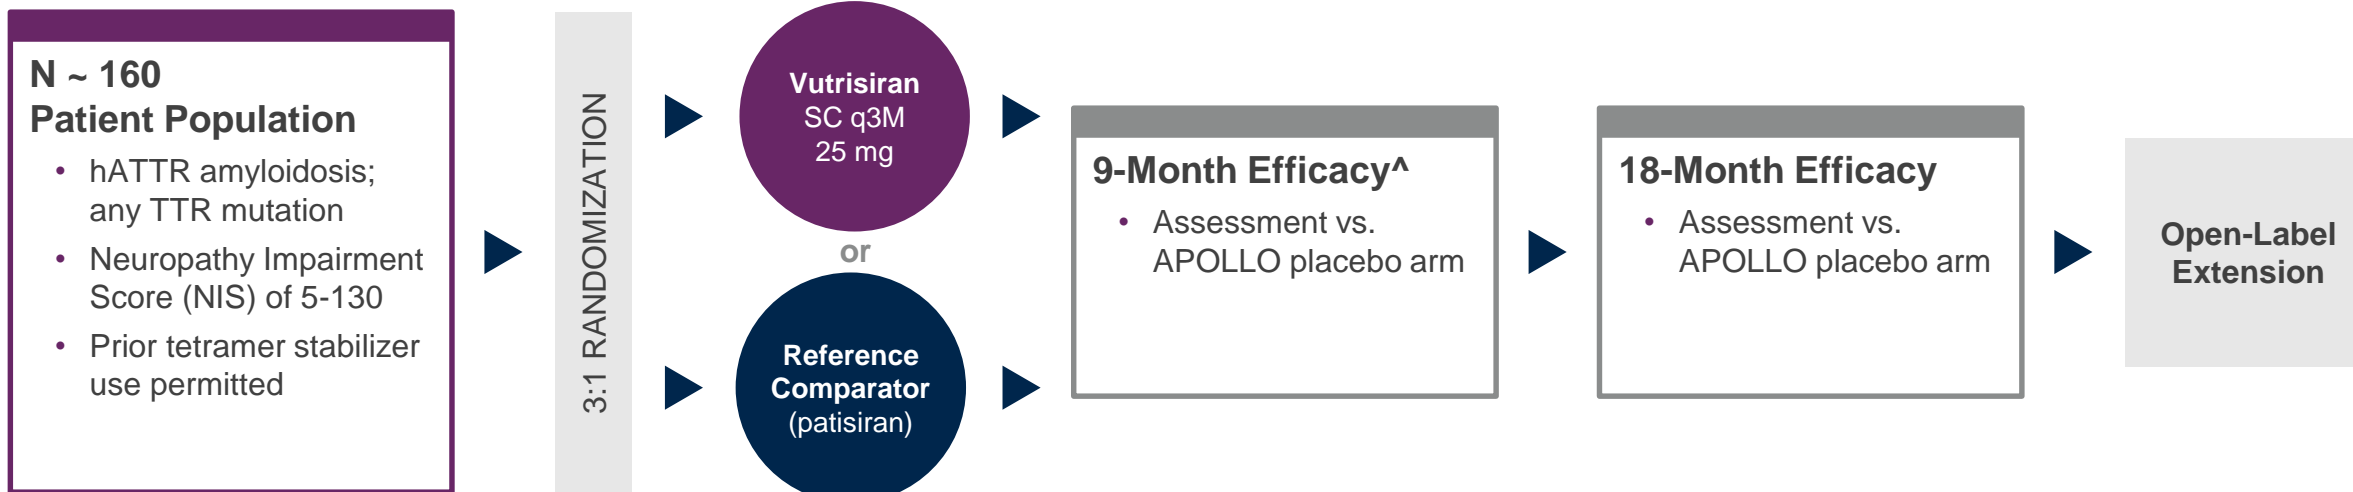 N ~ 160
Patient Population
• hATTR amyloidosis;
any TTR mutation
• Neuropathy Impairment
Score (NIS) of 5-130
• Prior tetramer stabilizer
use permitted
3:1 RANDOMIZATION
Vutrisiran
SC q3M
25 mg
or
Reference
Comparator
(patisiran)
9-Month Efficacy^
• Assessment vs.
APOLLO placebo arm
18-Month Efficacy
• Assessment vs.
APOLLO placebo arm
Open-Label
Extension